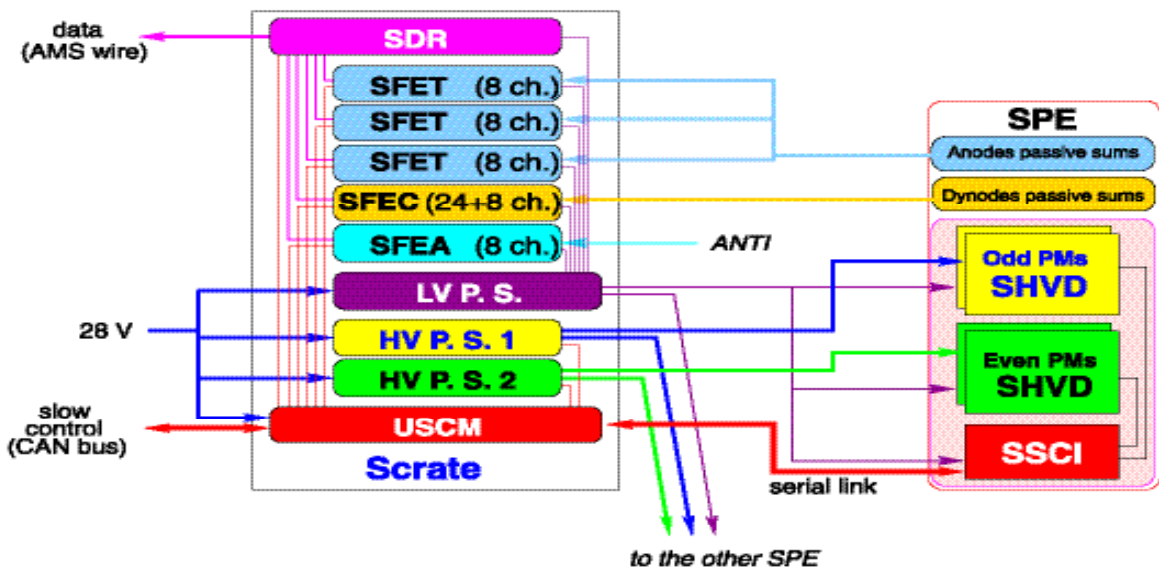 data
(AMS wire)
SDR
SFET (8 ch.)
SFET (8 ch.)
SFET (8 ch.)
SFEC (24+8 ch.)
SFEA (8 ch.)
ANTI
LV P. S.
28 V
HV P. S. 1
HV P. S. 2
slow
control
(CAN bus)
USCM
Scrate
SPE
Anodes passive sums
Dynodes passive sums
Odd PMs
SHVD
Even PMs
SHVD
SSCI
serial link
to the other SPE